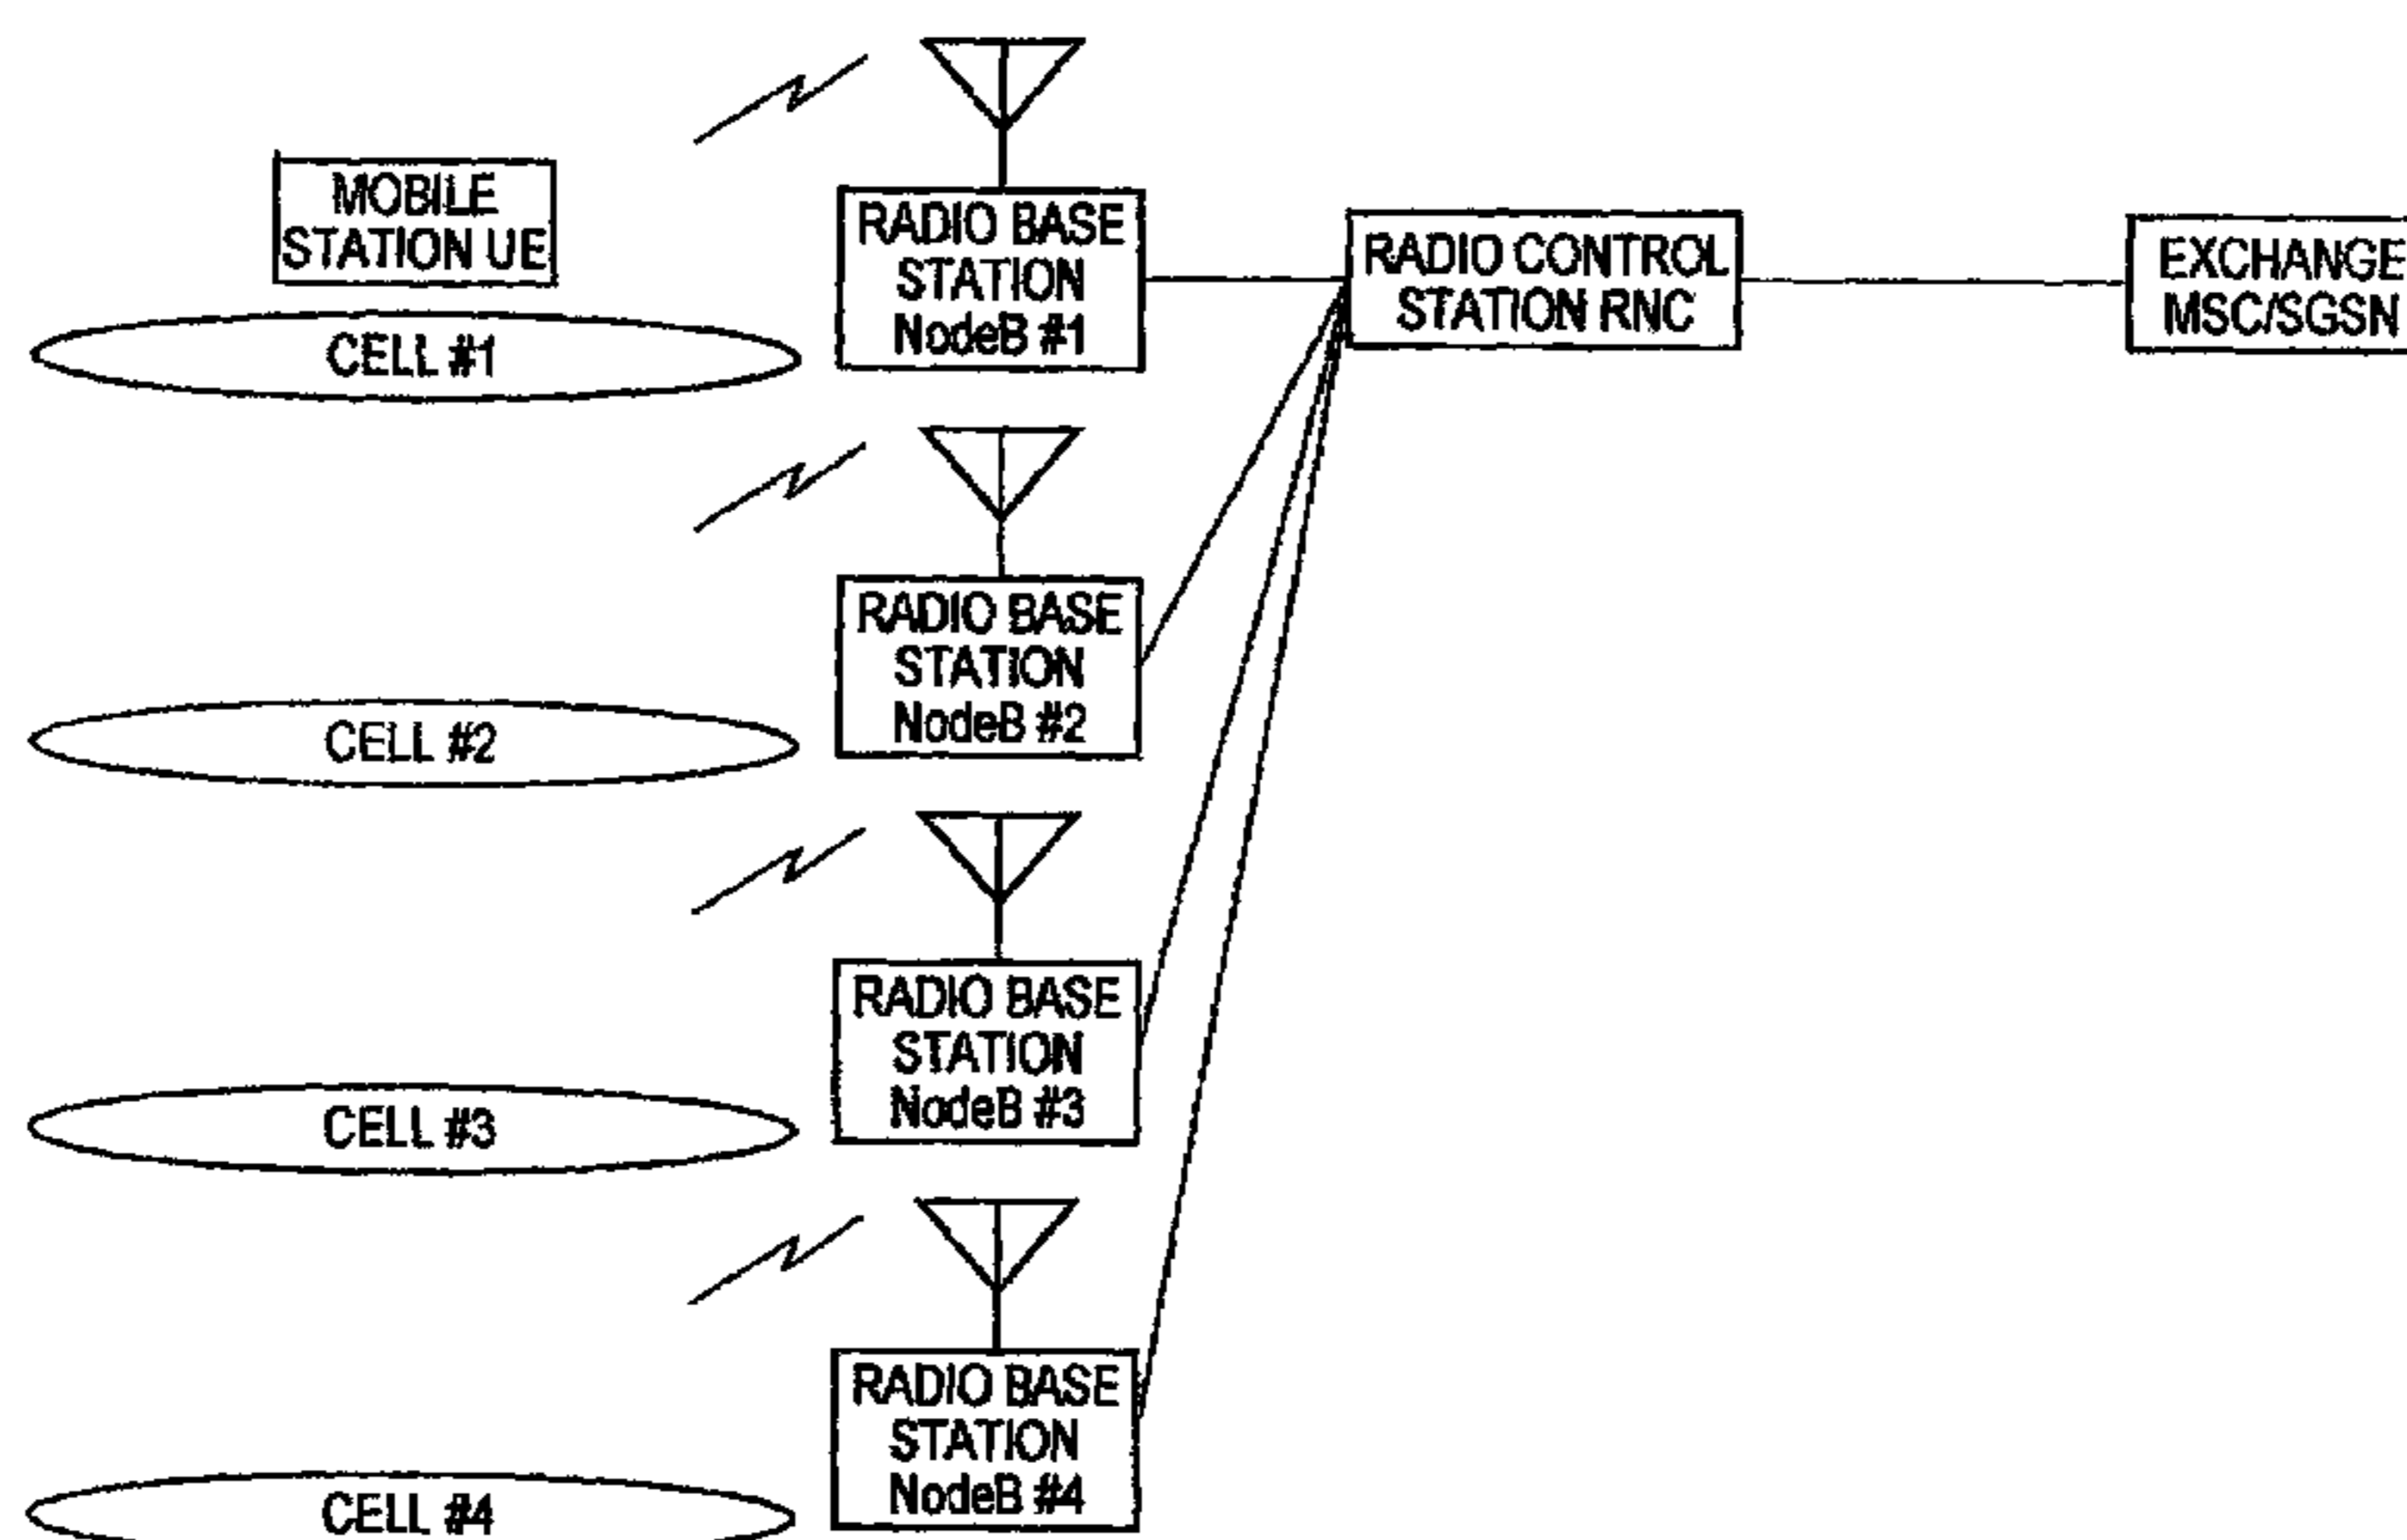 MOBILE
STATION UE
CELL #1
RADIO BASE
STATION
NodeB #1
RADIO CONTROL
STATION RNC
EXCHANGE
MSC/SGSN
CELL #2
RADIO BASE
STATION
NodeB #2
CELL #3
RADIO BASE
STATION
NodeB #3
CELL #4
RADIO BASE
STATION
NodeB #4